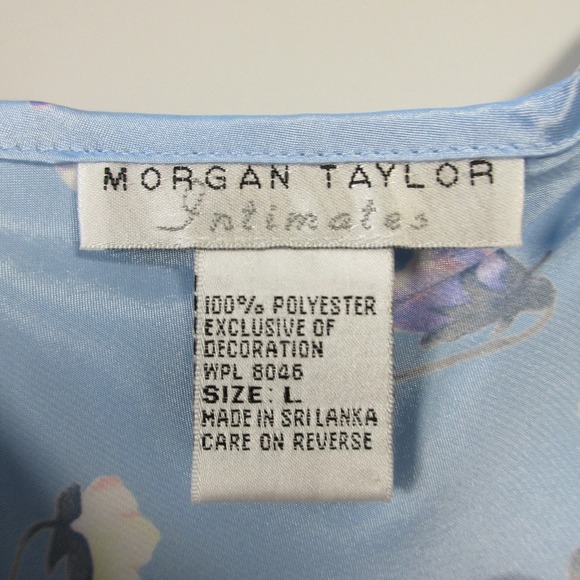 MORGAN TAYLOR
Intimates
100% POLYESTER
EXCLUSIVE OF
DECORATION
WPL 8046
SIZE: L
MADE IN SRI LANKA
CARE ON REVERSE